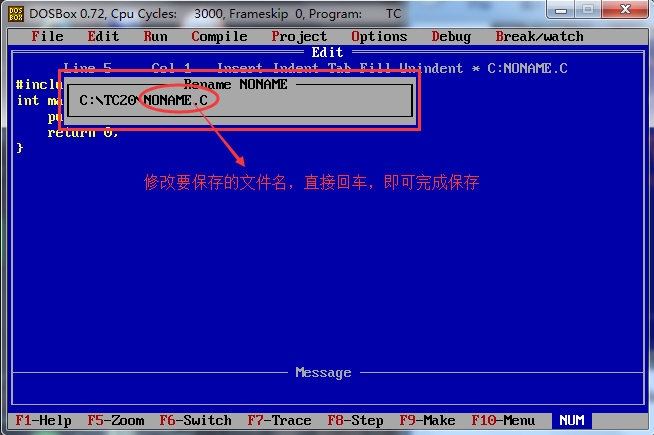 DOS
BOX
DOSBox 0.72, Cpu Cycles: 3000, Frameskip 0, Program: TC
File Edit Run Compile Project Options Debug Break/watch
Edit
Line 5 Col 1 Insert Indent Tab Fill Unindent * C:NONAME.C
#inclu
Rename NONAME
int ma
C:\TC20\NONAME.C
pu
return 0;
}
修改要保存的文件名，直接回车，即可完成保存
Message
F1-Help F5-Zoom F6-Switch F7-Trace F8-Step F9-Make F10-Menu NUM